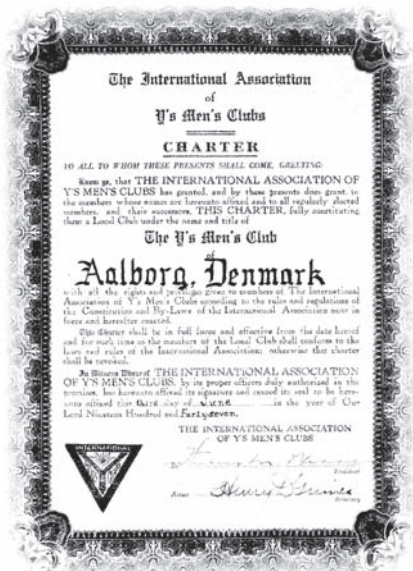 The International Association
of
Y's Men's Clubs
CHARTER
TO ALL TO WHOM THESE PRESENTS SHALL COME, GREETING:
Know ye, that THE INTERNATIONAL ASSOCIATION OF
Y'S MEN'S CLUBS has granted, and by these presents does grant to
the members whose names are hereunto affixed and to all regularly elected
members, and their successors, THIS CHARTER, fully constituting
them a Local Club under the name and title of
The Y's Men's Club
of
Aalborg, Denmark
with all the rights and privileges given to members of The International
Association of Y's Men's Clubs according to the rules and regulations of
the Constitution and By-Laws of the International Association now in
force and hereafter enacted.
This Charter shall be in full force and effective from the date hereof
and for such time as the members of the Local Club shall conform to the
laws and rules of the International Association; otherwise this charter
shall be revoked.
In Witness Whereof THE INTERNATIONAL ASSOCIATION
OF Y'S MEN'S CLUBS, by its proper officers duly authorized in the
premises, has hereunto affixed its signature and caused its seal to be here-
unto affixed this third day of June in the year of Our
Lord Nineteen Hundred and Fortyseven.
THE INTERNATIONAL ASSOCIATION
OF Y'S MEN'S CLUBS
President
INTERNATIONAL
Attest Henry D. Grimes
Secretary